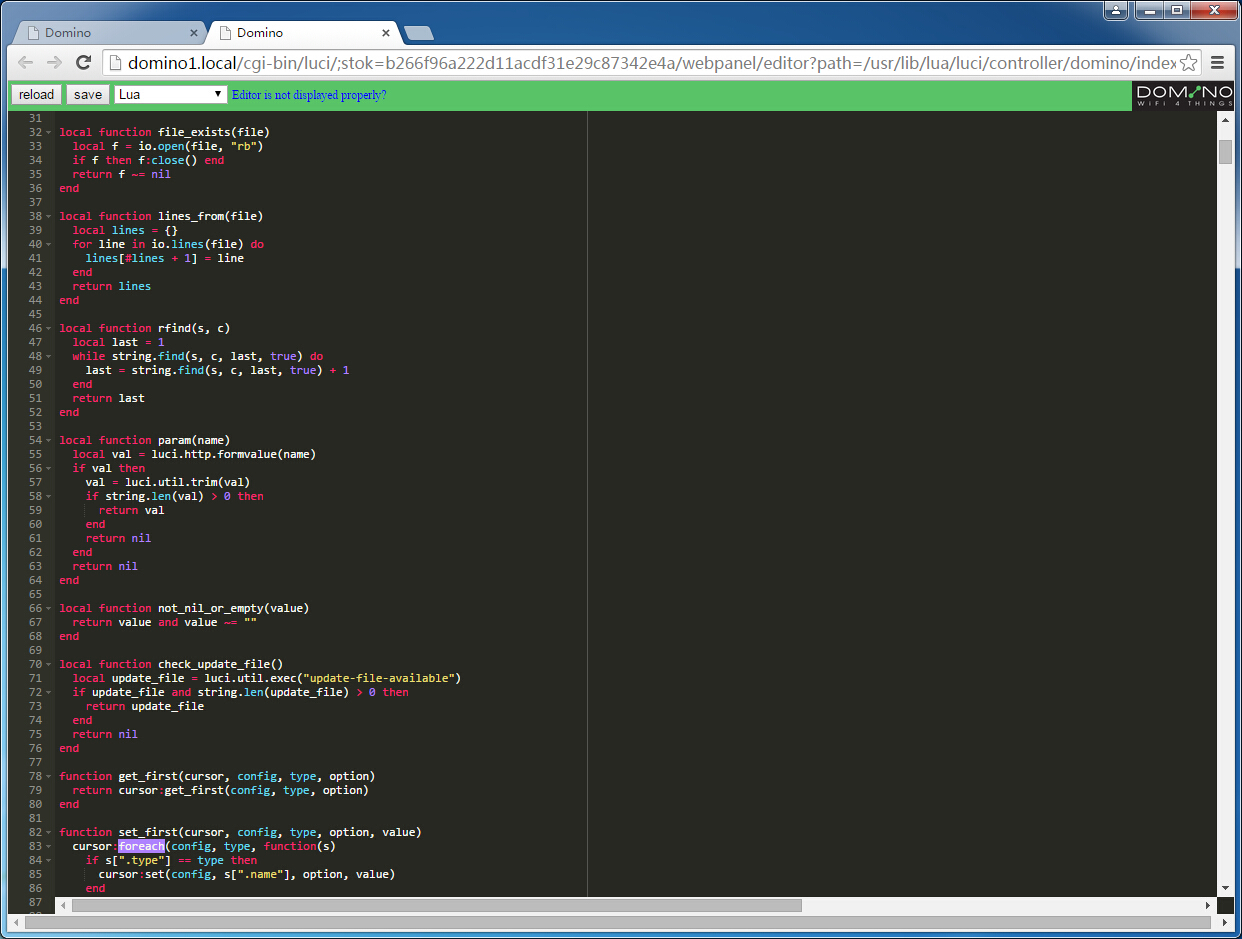 Domino
Domino
domino1.local/cgi-bin/luci/;stok=b266f96a222d11acdf31e29c87342e4a/webpanel/editor?path=/usr/lib/lua/luci/controller/domino/index
reload save Lua Editor is not displayed properly?
DOMINO
WIFI 4 THINGS
31
32 local function file_exists(file)
33 local f = io.open(file, "rb")
34 if f then f:close() end
35 return f ~= nil
36 end
37
38 local function lines_from(file)
39 local lines = {}
40 for line in io.lines(file) do
41 lines[#lines + 1] = line
42 end
43 return lines
44 end
45
46 local function rfind(s, c)
47 local last = 1
48 while string.find(s, c, last, true) do
49 last = string.find(s, c, last, true) + 1
50 end
51 return last
52 end
53
54 local function param(name)
55 local val = luci.http.formvalue(name)
56 if val then
57 val = luci.util.trim(val)
58 if string.len(val) > 0 then
59 return val
60 end
61 return nil
62 end
63 return nil
64 end
65
66 local function not_nil_or_empty(value)
67 return value and value ~= ""
68 end
69
70 local function check_update_file()
71 local update_file = luci.util.exec("update-file-available")
72 if update_file and string.len(update_file) > 0 then
73 return update_file
74 end
75 return nil
76 end
77
78 function get_first(cursor, config, type, option)
79 return cursor:get_first(config, type, option)
80 end
81
82 function set_first(cursor, config, type, option, value)
83 cursor:foreach(config, type, function(s)
84 if s[".type"] == type then
85 cursor:set(config, s[".name"], option, value)
86 end
87